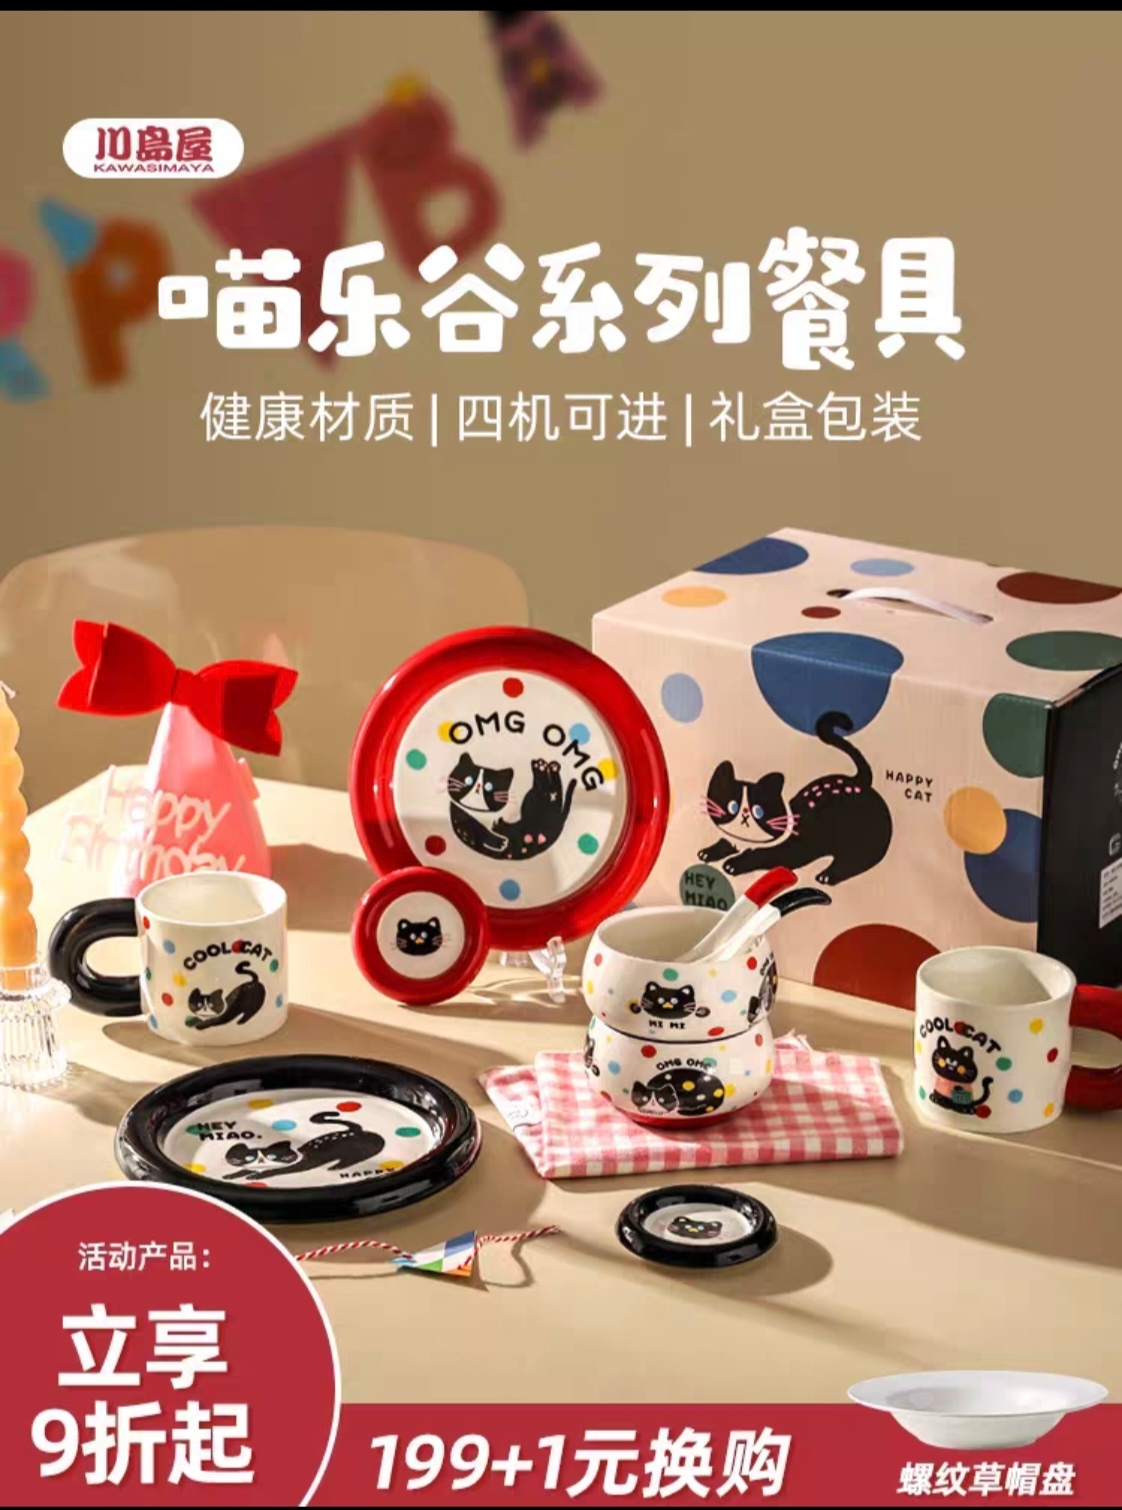 川島屋
KAWASIMAYA
喵乐谷系列餐具
健康材质|四机可进|礼盒包装
OMG OMG
HAPPY
CAT
HEY
MIAO
Happy
Birthday
COOL CAT
MI MI
OMG OMG
COOL CAT
HEY
MIAO.
HAPPY
活动产品：
立享
9折起
199+1元换购
螺纹草帽盘